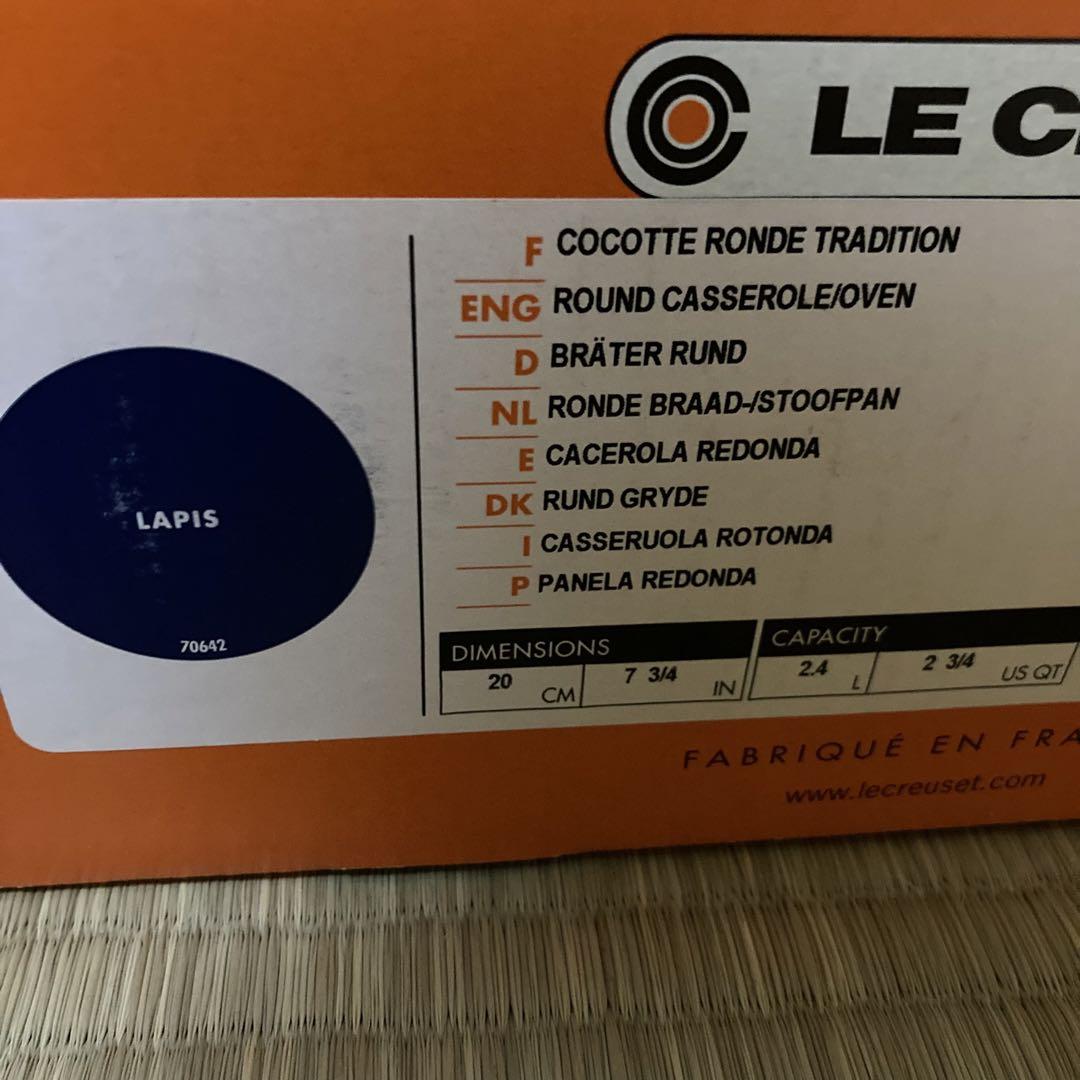 LE C
F COCOTTE RONDE TRADITION
ENG ROUND CASSEROLE/OVEN
D BRÄTER RUND
NL RONDE BRAAD-/STOOFPAN
E CACEROLA REDONDA
DK RUND GRYDE
I CASSERUOLA ROTONDA
P PANELA REDONDA
LAPIS
70642
DIMENSIONS
20 CM 7 3/4 IN
CAPACITY
2.4 L 2 3/4 US QT
FABRIQUÉ EN FRA
www.lecreuset.com